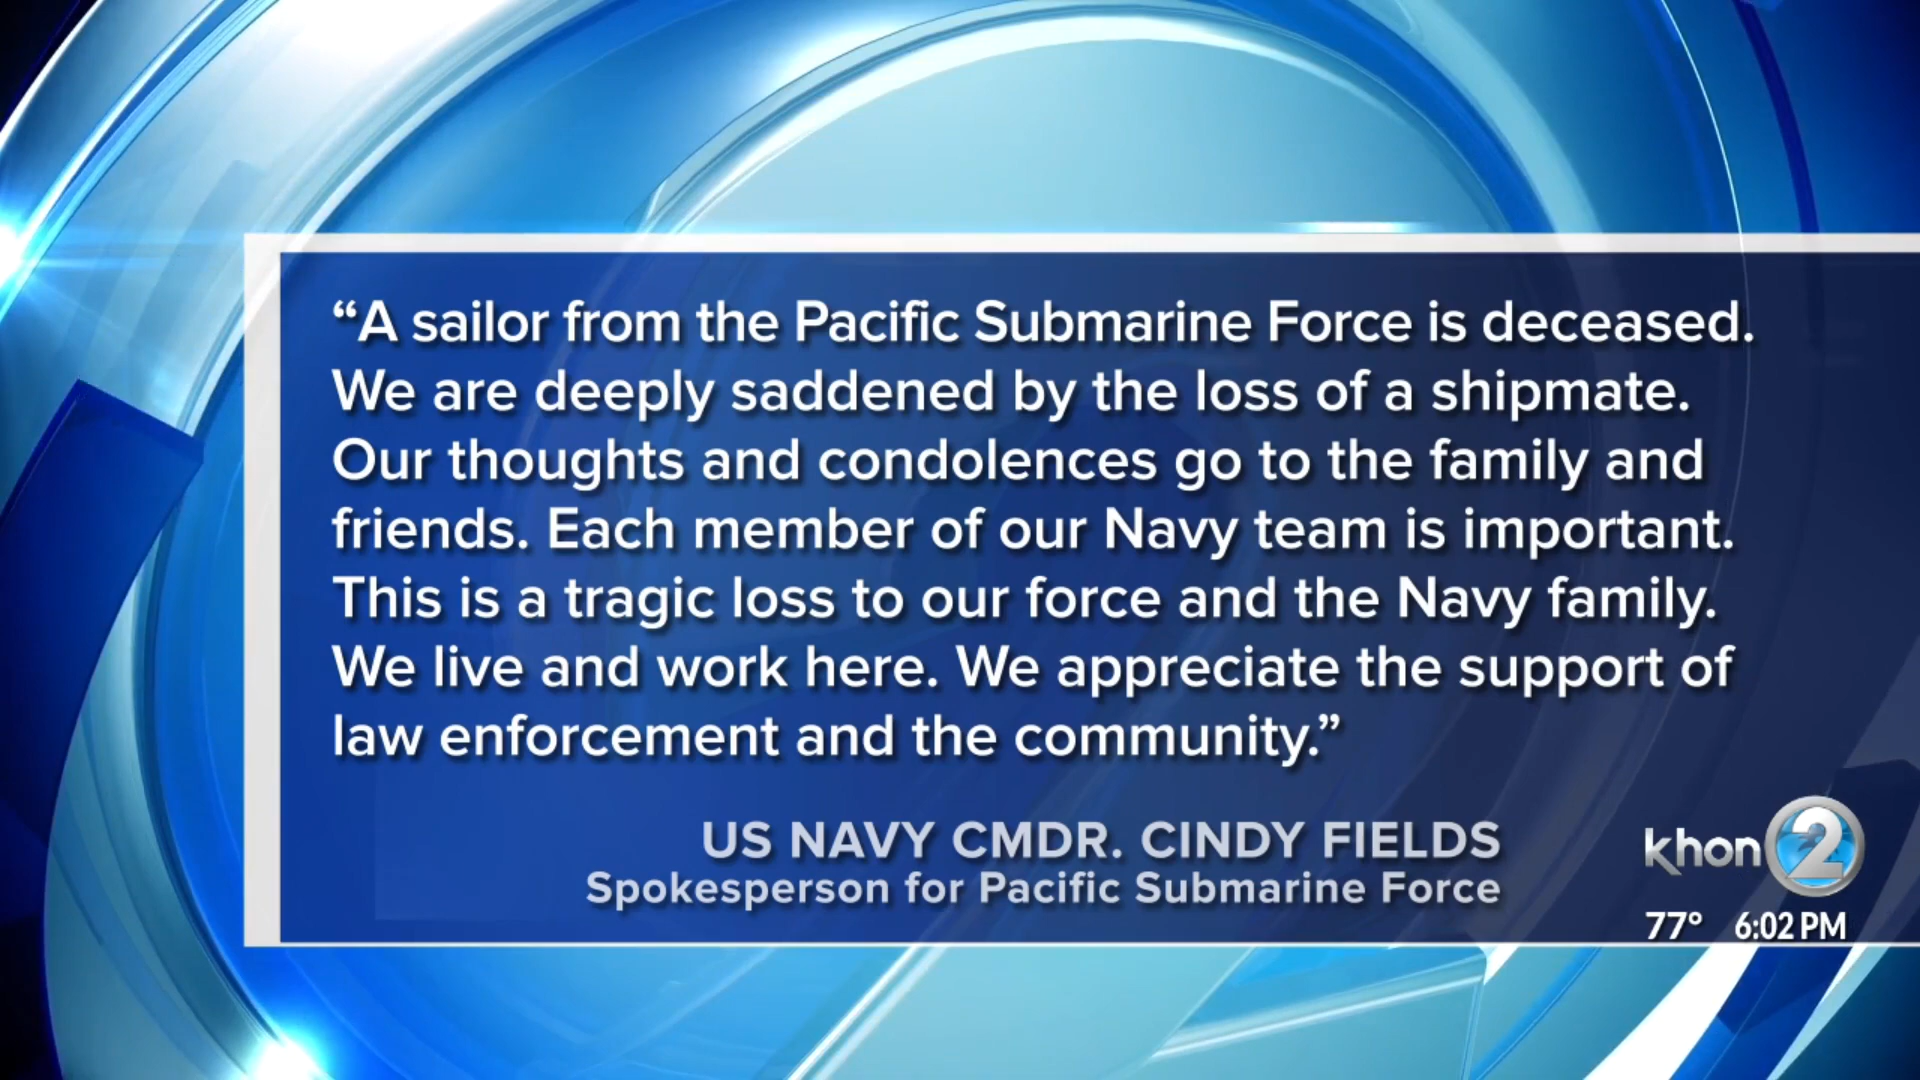 “A sailor from the Pacific Submarine Force is deceased.
We are deeply saddened by the loss of a shipmate.
Our thoughts and condolences go to the family and
friends. Each member of our Navy team is important.
This is a tragic loss to our force and the Navy family.
We live and work here. We appreciate the support of
law enforcement and the community.”
US NAVY CMDR. CINDY FIELDS
Spokesperson for Pacific Submarine Force
khon 2
77° 6:02 PM